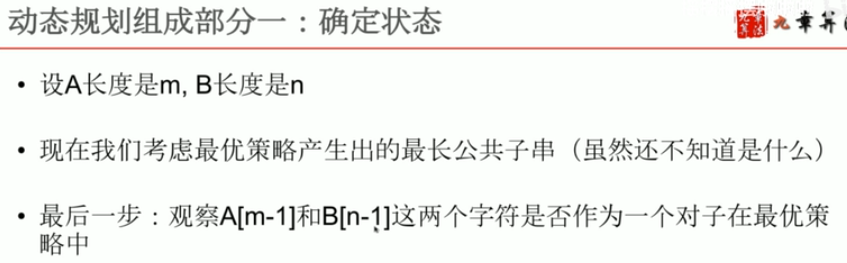 动态规划组成部分一：确定状态
九章算
• 设A长度是m, B长度是n
• 现在我们考虑最优策略产生出的最长公共子串（虽然还不知道是什么）
• 最后一步：观察A[m-1]和B[n-1]这两个字符是否作为一个对子在最优策
略中